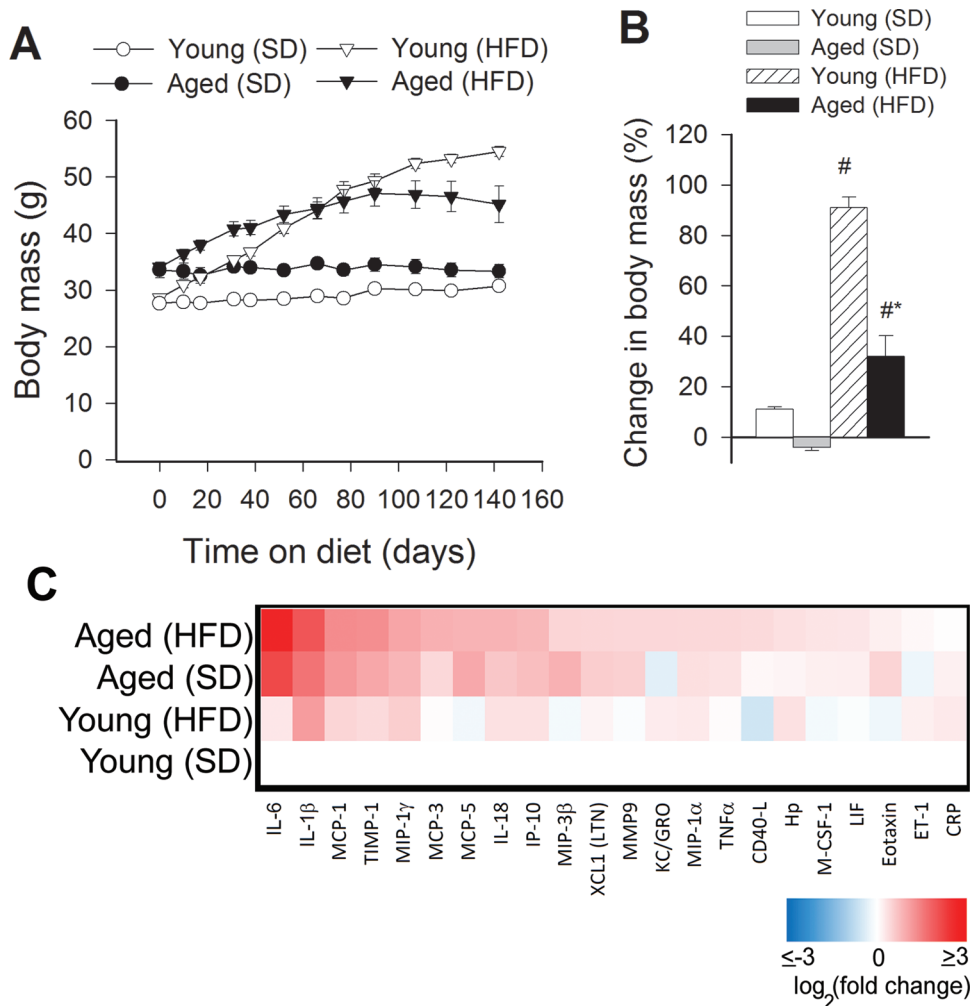 A
Young (SD) Young (HFD)
Aged (SD) Aged (HFD)
60
50
40
30
20
10
0
Body mass (g)
0 20 40 60 80 100 120 140 160
Time on diet (days)
B
Young (SD)
Aged (SD)
Young (HFD)
Aged (HFD)
120
100
80
60
40
20
0
Change in body mass (%)
#
#*
C
Aged (HFD)
Aged (SD)
Young (HFD)
Young (SD)
IL-6
IL-1β
MCP-1
TIMP-1
MIP-1γ
MCP-3
MCP-5
IL-18
IP-10
MIP-3β
XCL1 (LTN)
MMP9
KC/GRO
MIP-1α
TNFα
CD40-L
Hp
M-CSF-1
LIF
Eotaxin
ET-1
CRP
≤-3 0 ≥3
log₂(fold change)